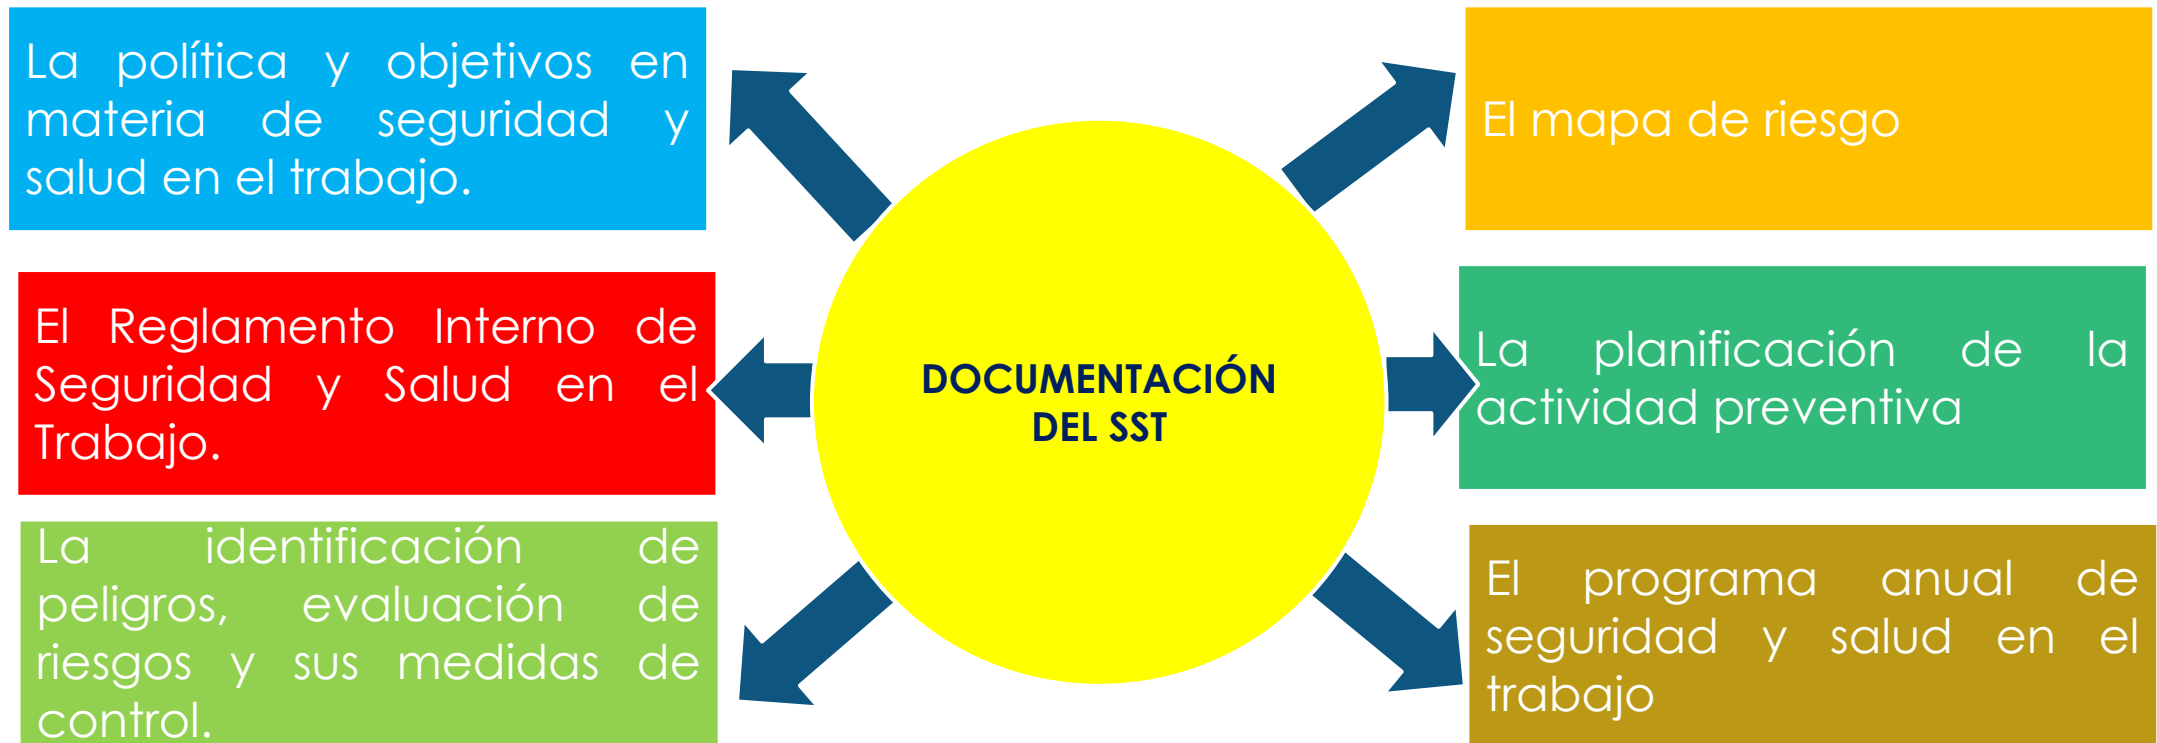 La política y objetivos en
materia de seguridad y
salud en el trabajo.
El Reglamento Interno de
Seguridad y Salud en el
Trabajo.
La identificación de
peligros, evaluación de
riesgos y sus medidas de
control.
DOCUMENTACIÓN
DEL SST
El mapa de riesgo
La planificación de la
actividad preventiva
El programa anual de
seguridad y salud en el
trabajo